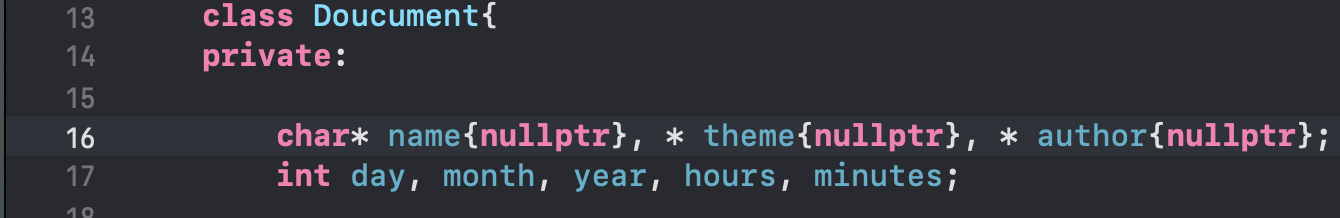 13 class Doucument{
14 private:
15
16 char* name{nullptr}, * theme{nullptr}, * author{nullptr};
17 int day, month, year, hours, minutes;
18